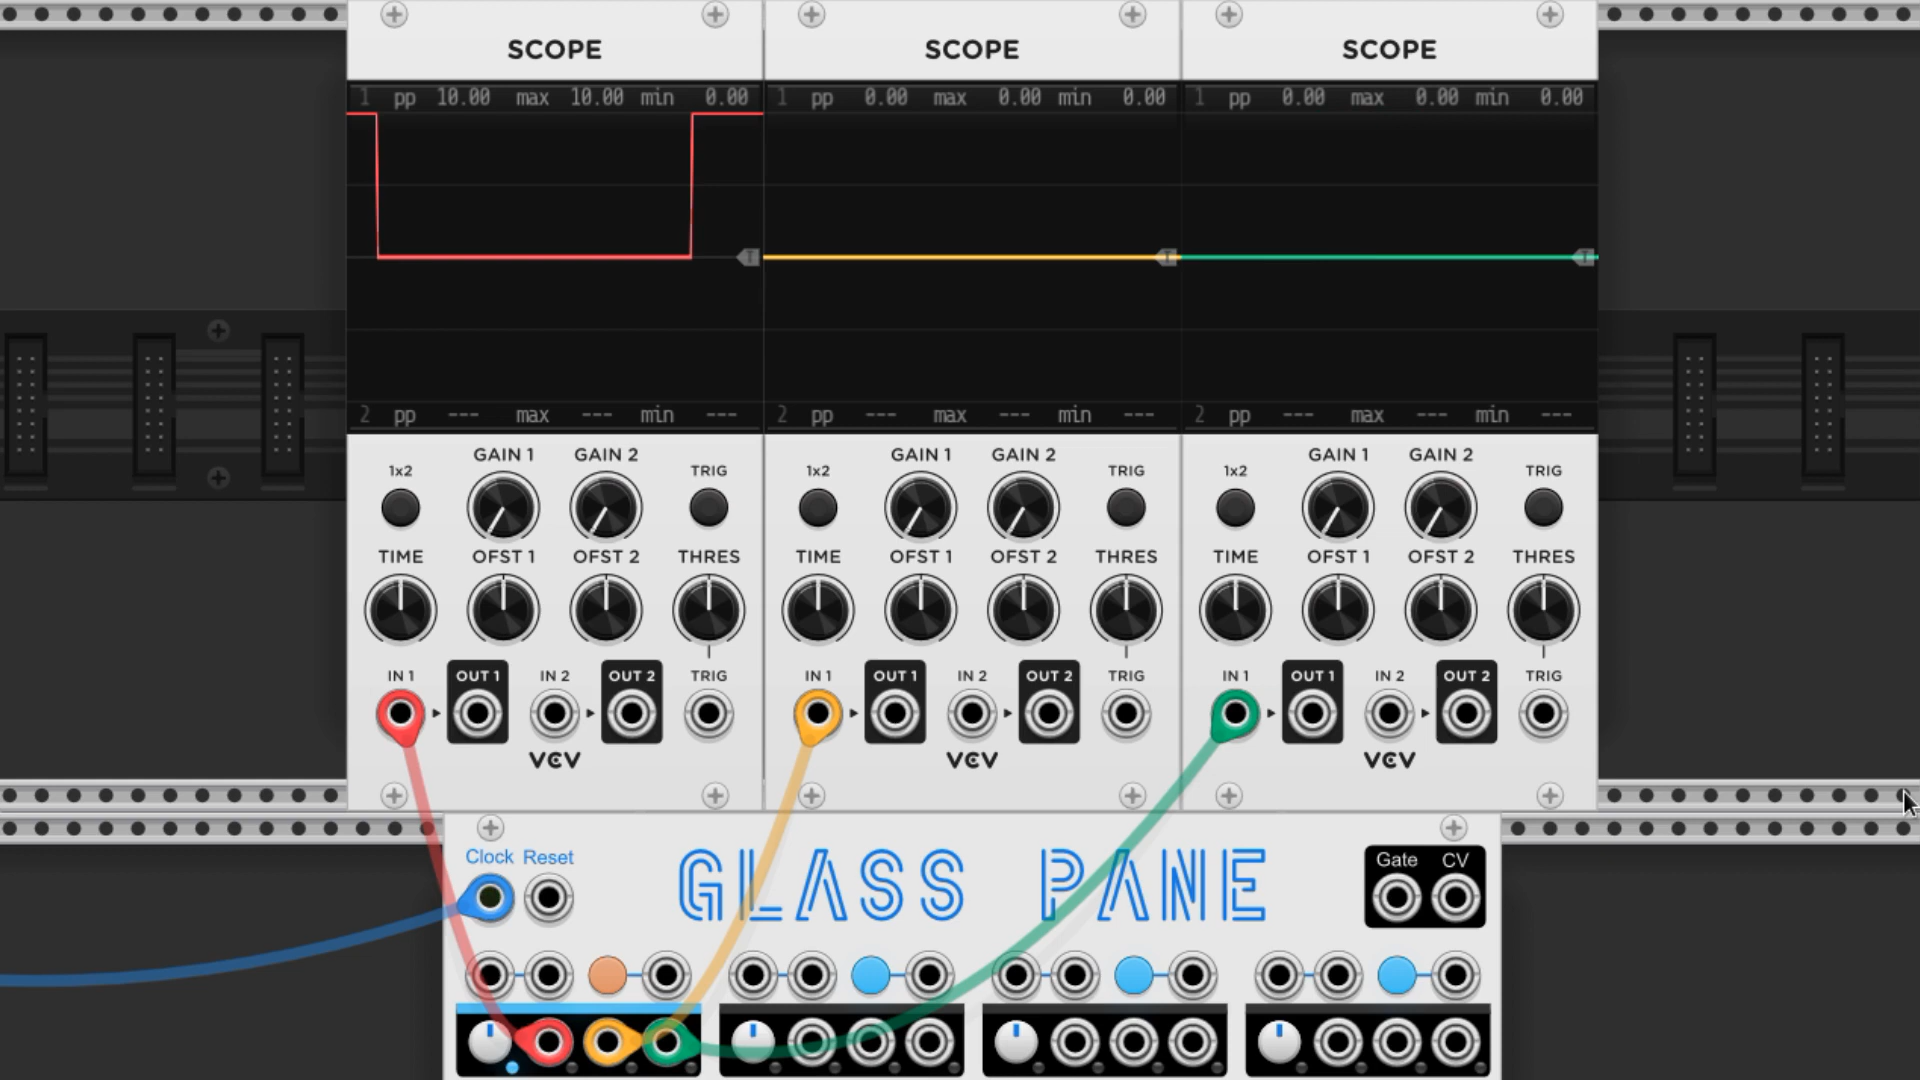 SCOPE SCOPE SCOPE
1 pp 10.00 max 10.00 min 0.00 1 pp 0.00 max 0.00 min 0.00 1 pp 0.00 max 0.00 min 0.00
T T T
2 pp --- max --- min --- 2 pp --- max --- min --- 2 pp --- max --- min ---
GAIN 1 GAIN 2 GAIN 1 GAIN 2 GAIN 1 GAIN 2
1x2 TRIG 1x2 TRIG 1x2 TRIG
TIME OFST 1 OFST 2 THRES TIME OFST 1 OFST 2 THRES TIME OFST 1 OFST 2 THRES
IN 1 OUT 1 IN 2 OUT 2 TRIG IN 1 OUT 1 IN 2 OUT 2 TRIG IN 1 OUT 1 IN 2 OUT 2 TRIG
VCV VCV VCV
Clock Reset GLASS PANE Gate CV